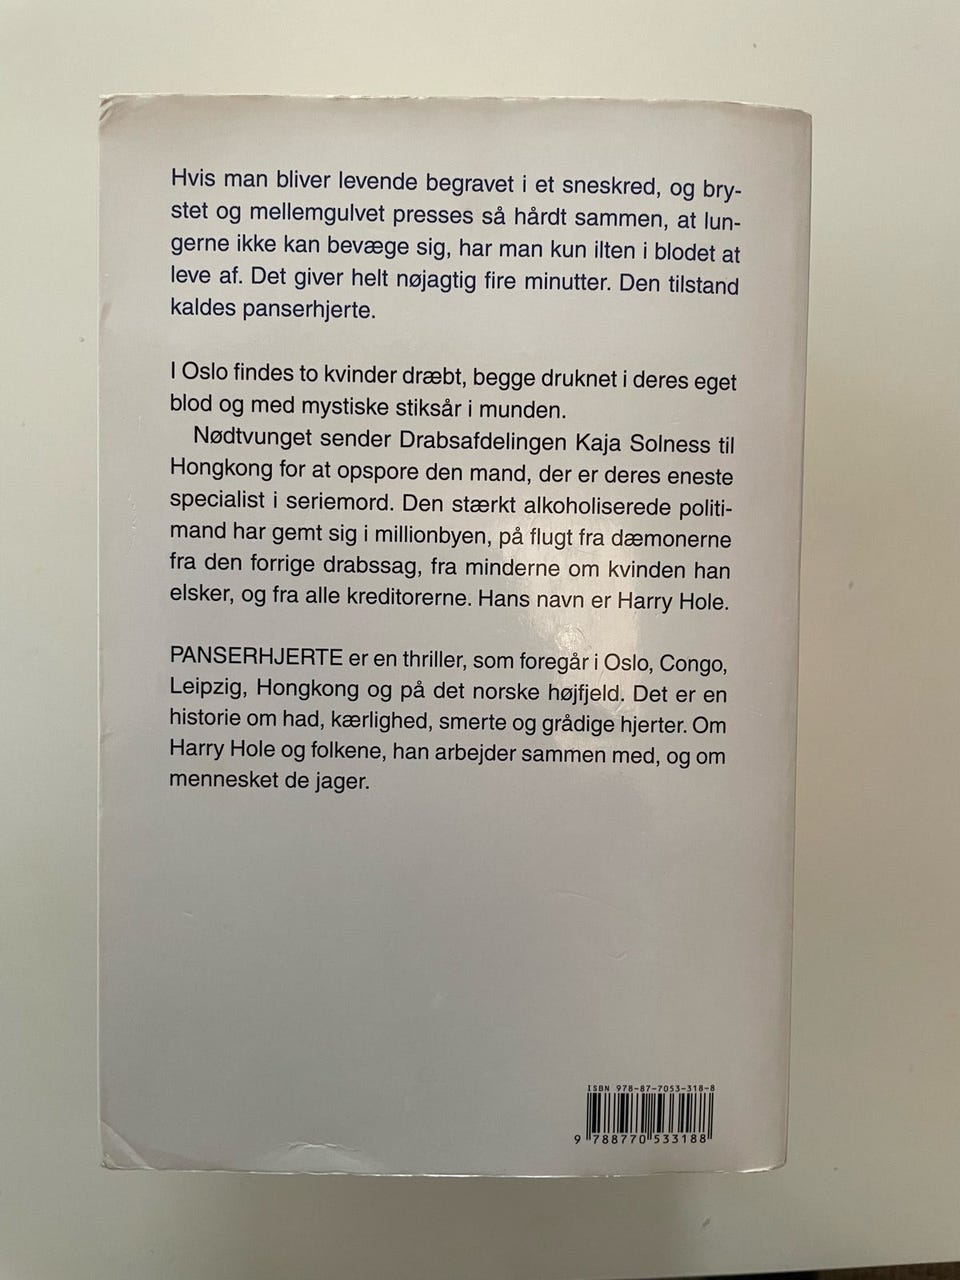 Hvis man bliver levende begravet i et sneskred, og bry-
stet og mellemgulvet presses så hårdt sammen, at lun-
gerne ikke kan bevæge sig, har man kun ilten i blodet at
leve af. Det giver helt nøjagtig fire minutter. Den tilstand
kaldes panserhjerte.
I Oslo findes to kvinder dræbt, begge druknet i deres eget
blod og med mystiske stiksår i munden.
Nødtvunget sender Drabsafdelingen Kaja Solness til
Hongkong for at opspore den mand, der er deres eneste
specialist i seriemord. Den stærkt alkoholiserede politi-
mand har gemt sig i millionbyen, på flugt fra dæmonerne
fra den forrige drabssag, fra minderne om kvinden han
elsker, og fra alle kreditorerne. Hans navn er Harry Hole.
PANSERHJERTE er en thriller, som foregår i Oslo, Congo,
Leipzig, Hongkong og på det norske højfjeld. Det er en
historie om had, kærlighed, smerte og grådige hjerter. Om
Harry Hole og folkene, han arbejder sammen med, og om
mennesket de jager.
ISBN 978-87-7053-318-8
9 788770 533188